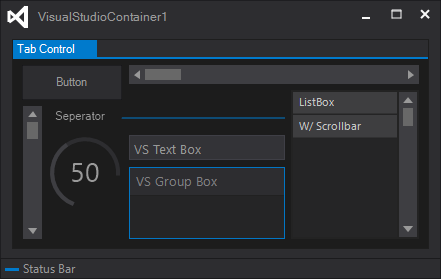 VisualStudioContainer1
Tab Control
Button
Seperator
50
VS Text Box
VS Group Box
ListBox
W/ Scrollbar
Status Bar